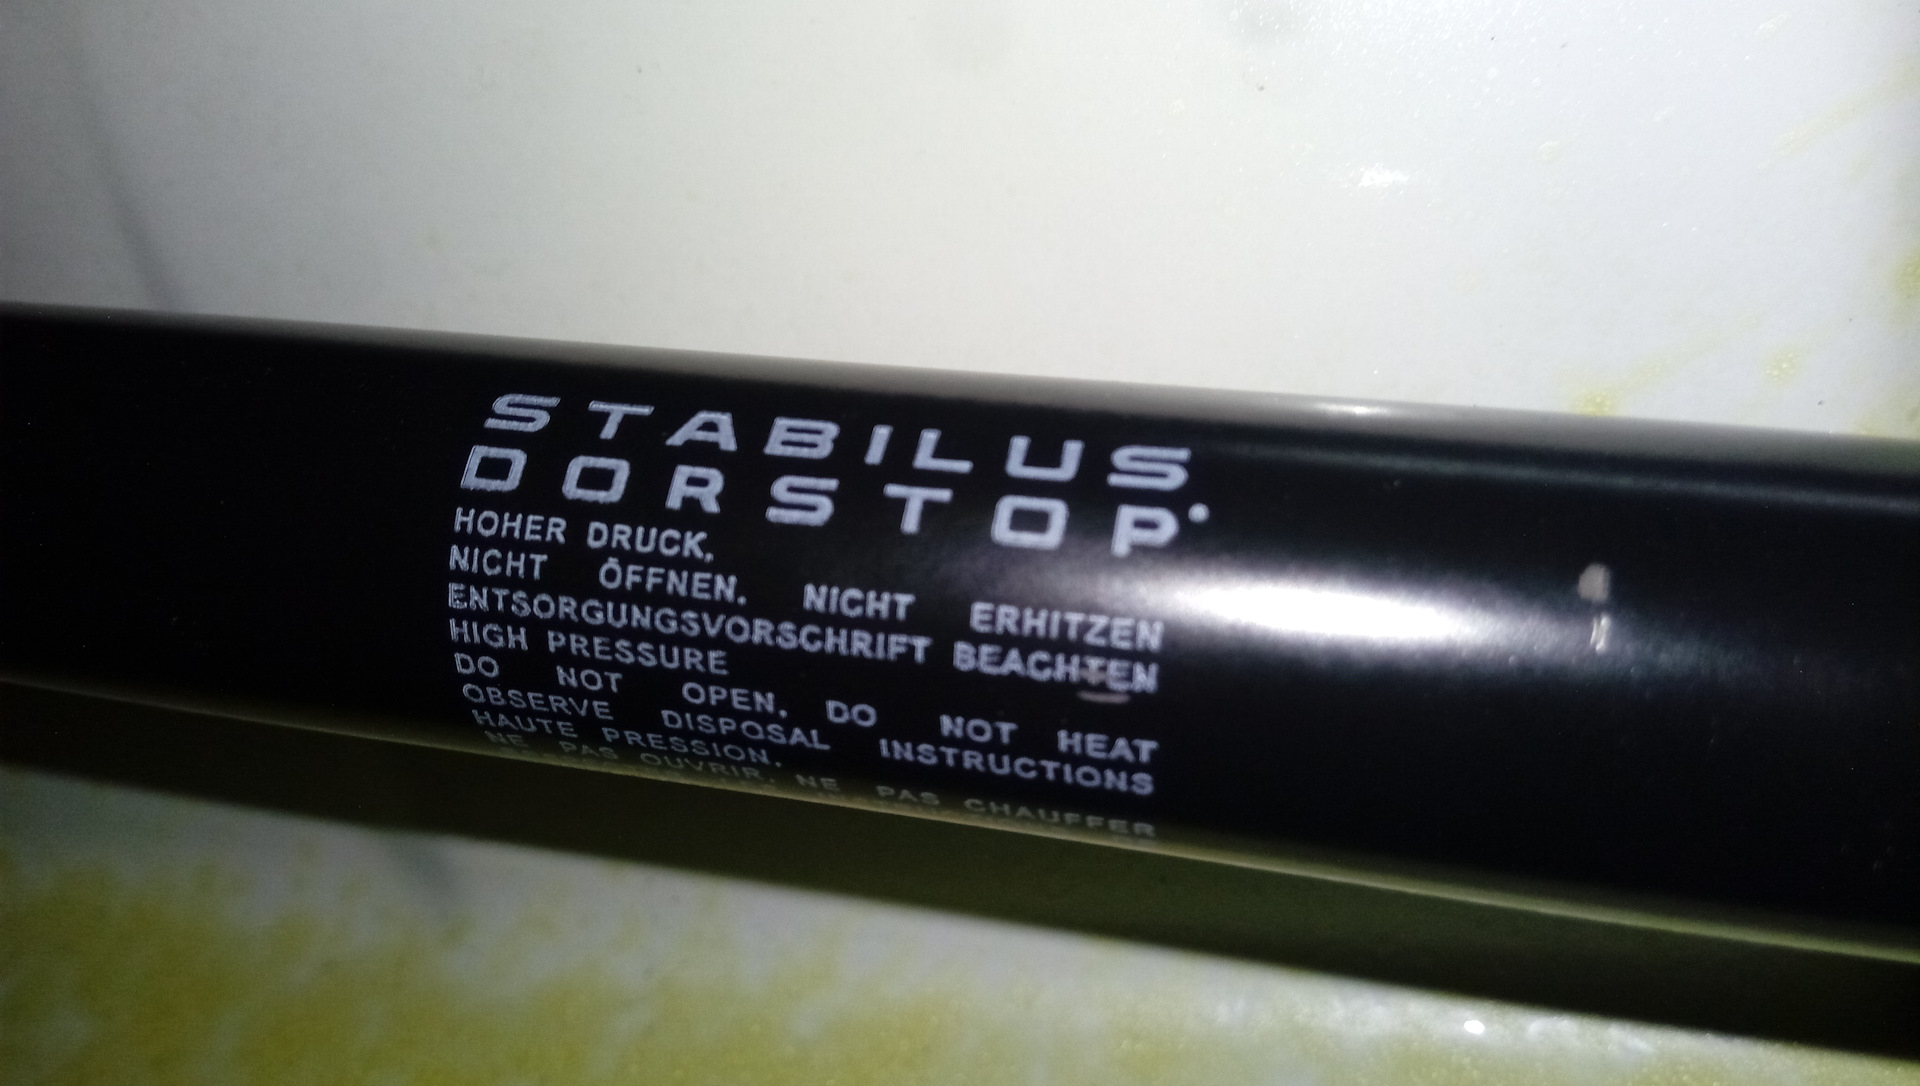 STABILUS
DORSTOP®
HOHER DRUCK.
NICHT ÖFFNEN. NICHT ERHITZEN
ENTSORGUNGSVORSCHRIFT BEACHTEN
HIGH PRESSURE
DO NOT OPEN. DO NOT HEAT
OBSERVE DISPOSAL INSTRUCTIONS
HAUTE PRESSION.
NE PAS OUVRIR. NE PAS CHAUFFER